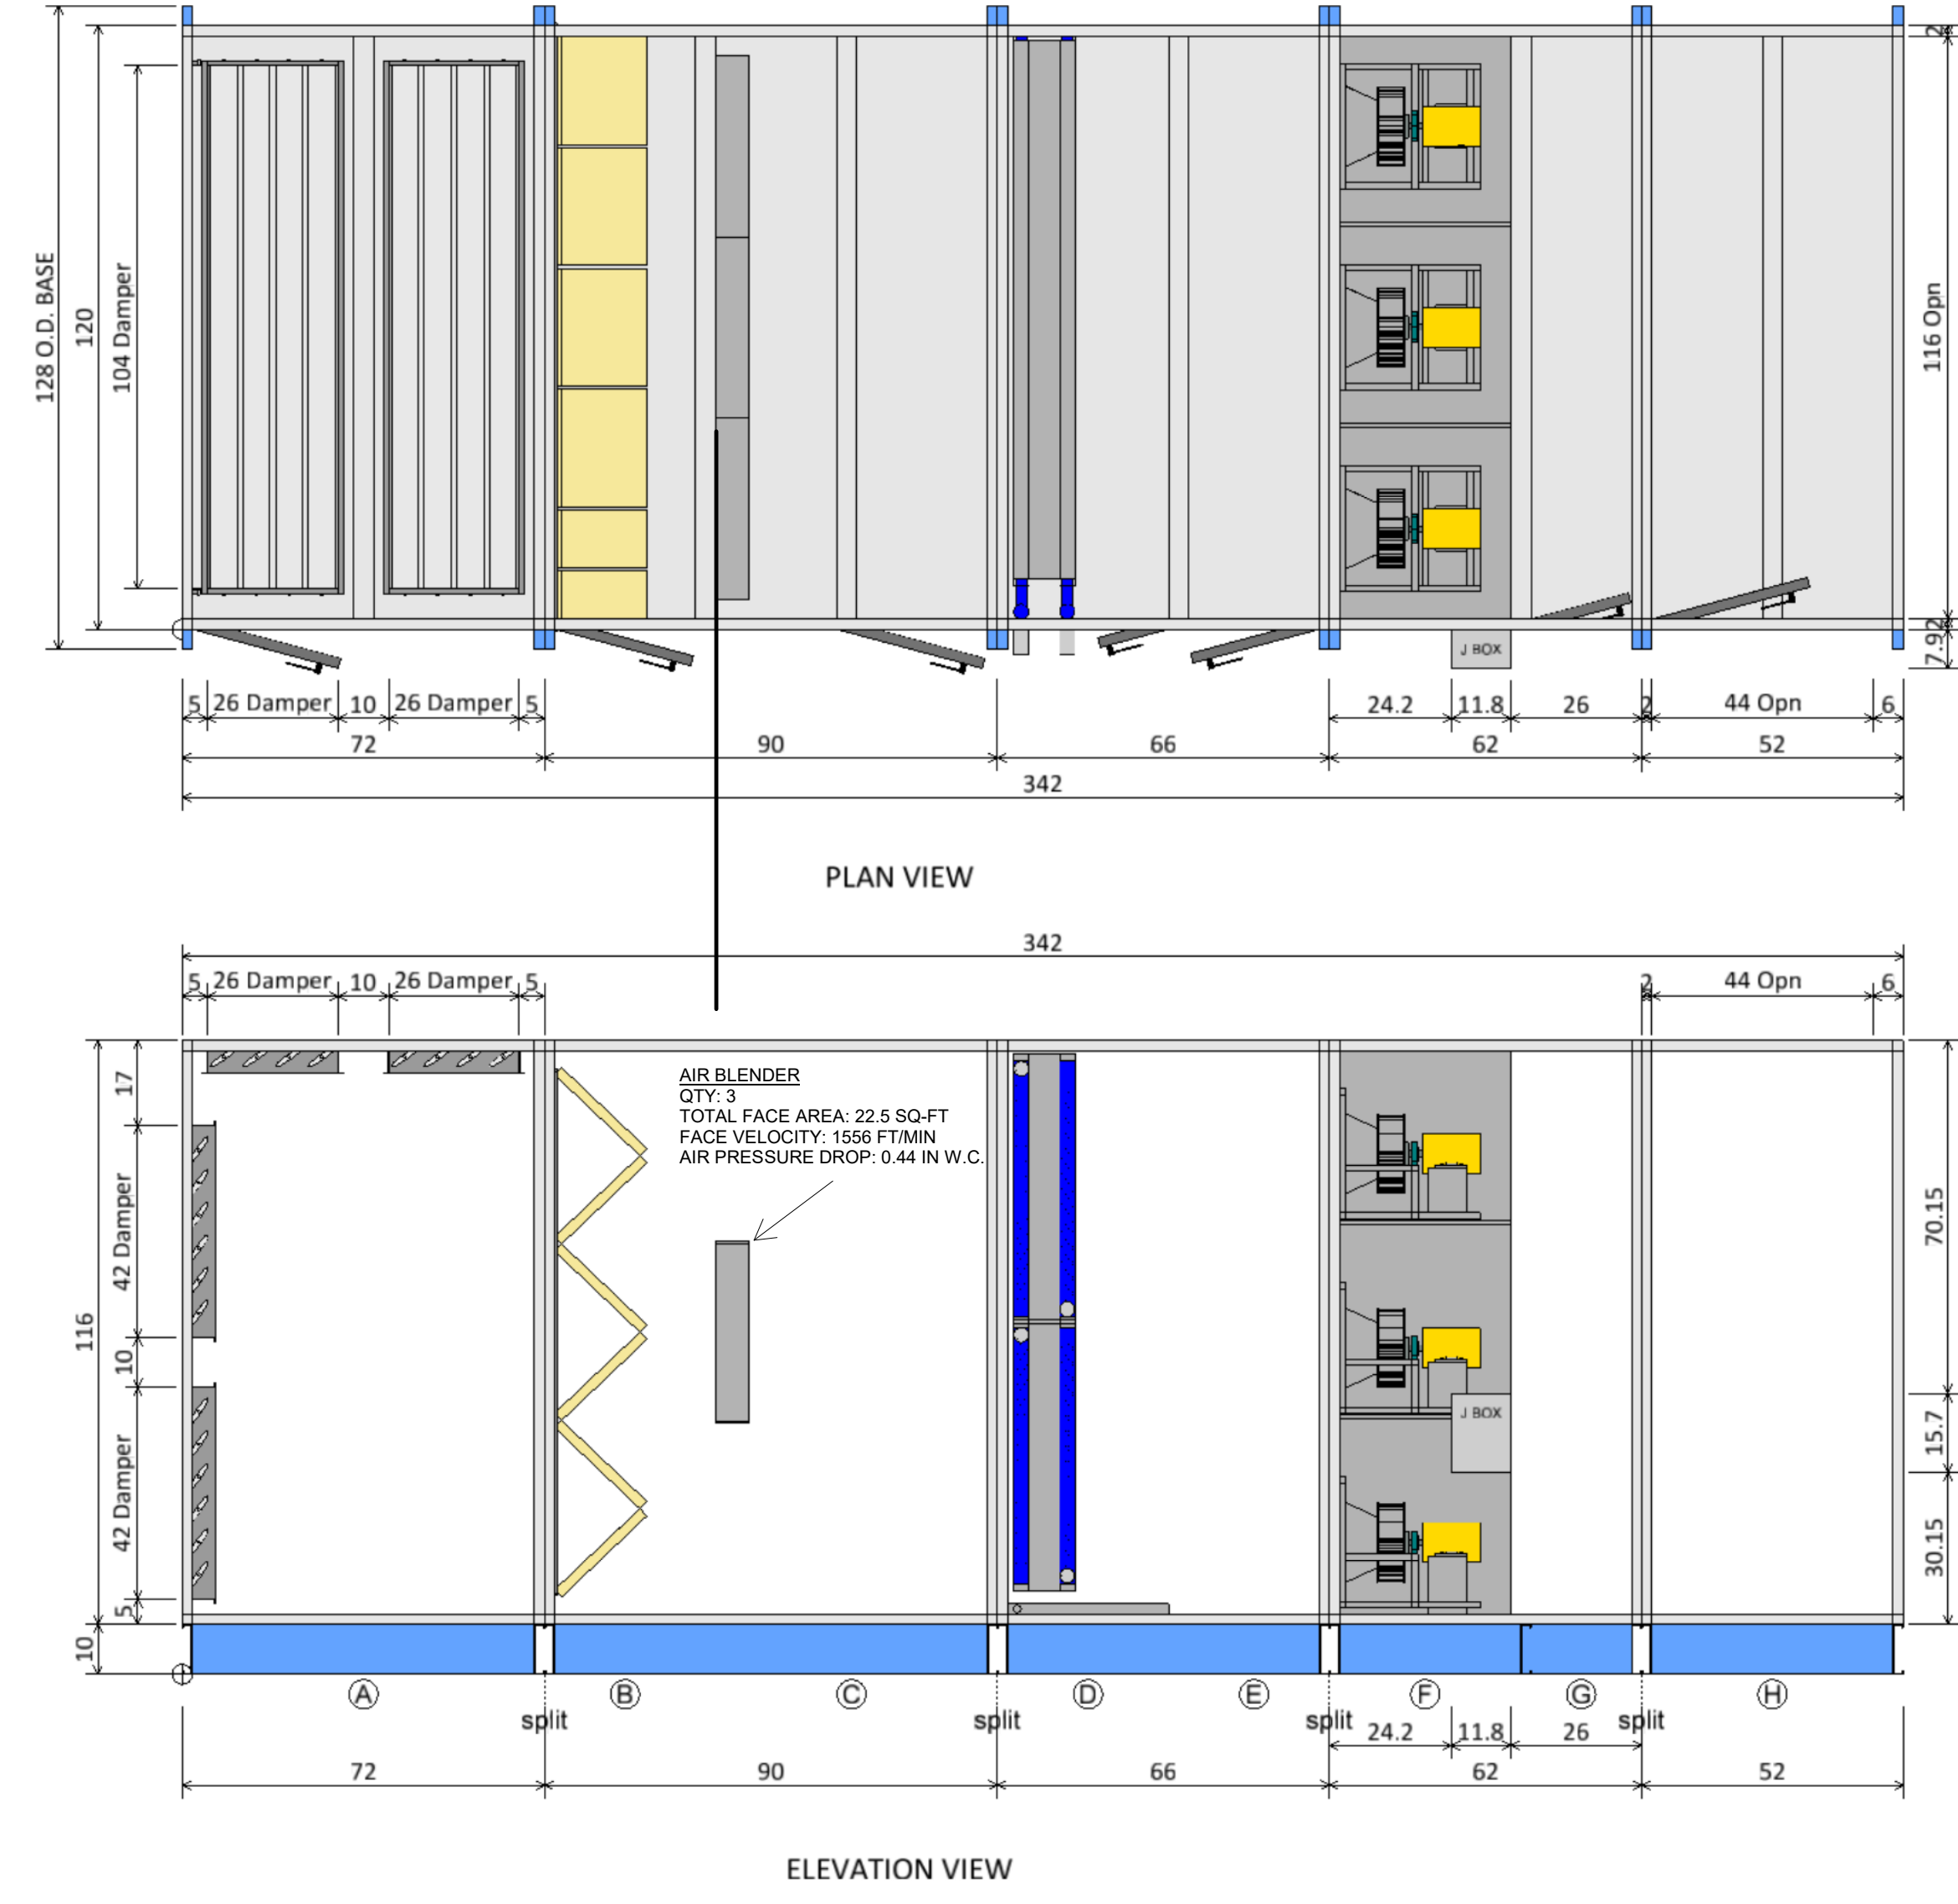 128 O.D. BASE
120
104 Damper
2
116 Opn
2
7.92
J BOX
5
26 Damper
10
26 Damper
5
24.2
11.8
26
2
44 Opn
6
72
90
66
62
52
342
PLAN VIEW
342
5
26 Damper
10
26 Damper
5
2
44 Opn
6
116
10
17
42 Damper
10
42 Damper
5
AIR BLENDER
QTY: 3
TOTAL FACE AREA: 22.5 SQ-FT
FACE VELOCITY: 1556 FT/MIN
AIR PRESSURE DROP: 0.44 IN W.C.
J BOX
70.15
15.7
30.15
A
B
C
D
E
F
G
H
split
split
split
split
24.2
11.8
26
72
90
66
62
52
ELEVATION VIEW